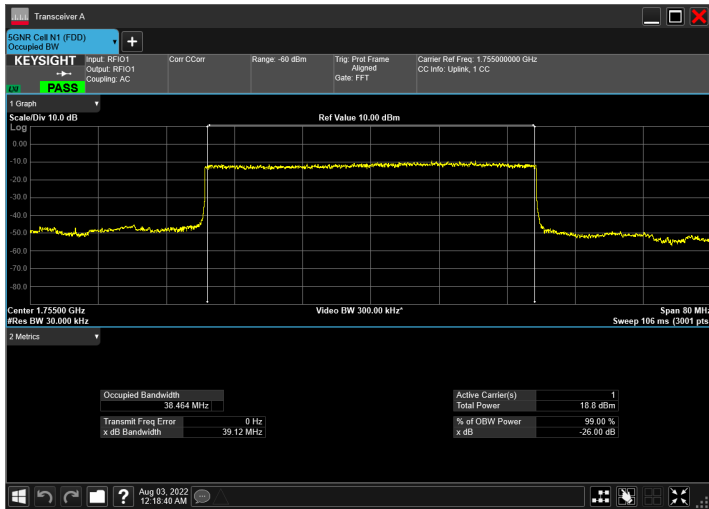 Transceiver A
5GNR Cell N1 (FDD)
Occupied BW
KEYSIGHT
LXI
PASS
Input: RFIO1
Output: RFIO1
Coupling: AC
Corr CCorr
Range: -60 dBm
Trig: Prot Frame
Aligned
Gate: FFT
Carrier Ref Freq: 1.755000000 GHz
CC Info: Uplink, 1 CC
1 Graph
Scale/Div 10.0 dB
Ref Value 10.00 dBm
Log
0.00
-10.0
-20.0
-30.0
-40.0
-50.0
-60.0
-70.0
-80.0
Center 1.75500 GHz
#Res BW 30.000 kHz
Video BW 300.00 kHz*
Span 80 MHz
Sweep 106 ms (3001 pts
2 Metrics
Occupied Bandwidth
38.464 MHz
Transmit Freq Error 0 Hz
x dB Bandwidth 39.12 MHz
Active Carrier(s) 1
Total Power 18.8 dBm
% of OBW Power 99.00 %
x dB -26.00 dB
Aug 03, 2022
12:18:40 AM